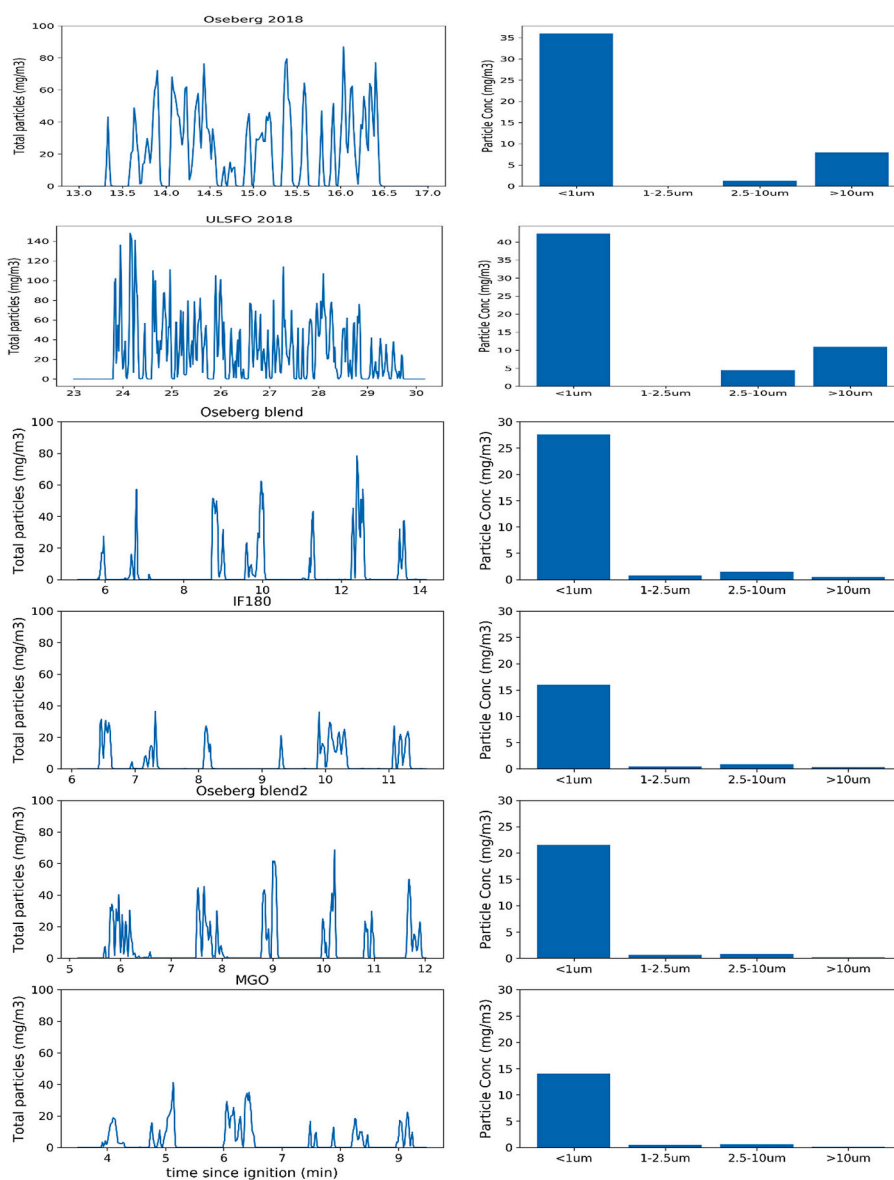 Oseberg 2018
Total particles (mg/m3)
100
80
60
40
20
0
13.0 13.5 14.0 14.5 15.0 15.5 16.0 16.5 17.0
Particle Conc (mg/m3)
35
30
25
20
15
10
5
0
<1um 1-2.5um 2.5-10um >10um
ULSFO 2018
Total particles (mg/m3)
140
120
100
80
60
40
20
0
23 24 25 26 27 28 29 30
Particle Conc (mg/m3)
40
35
30
25
20
15
10
5
0
<1um 1-2.5um 2.5-10um >10um
Oseberg blend
Total particles (mg/m3)
100
80
60
40
20
0
6 8 10 12 14
Particle Conc (mg/m3)
30
25
20
15
10
5
0
<1um 1-2.5um 2.5-10um >10um
IF180
Total particles (mg/m3)
100
80
60
40
20
0
6 7 8 9 10 11
Particle Conc (mg/m3)
30
25
20
15
10
5
0
<1um 1-2.5um 2.5-10um >10um
Oseberg blend2
Total particles (mg/m3)
100
80
60
40
20
0
5 6 7 8 9 10 11 12
Particle Conc (mg/m3)
30
25
20
15
10
5
0
<1um 1-2.5um 2.5-10um >10um
MGO
Total particles (mg/m3)
100
80
60
40
20
0
4 5 6 7 8 9
time since ignition (min)
Particle Conc (mg/m3)
30
25
20
15
10
5
0
<1um 1-2.5um 2.5-10um >10um